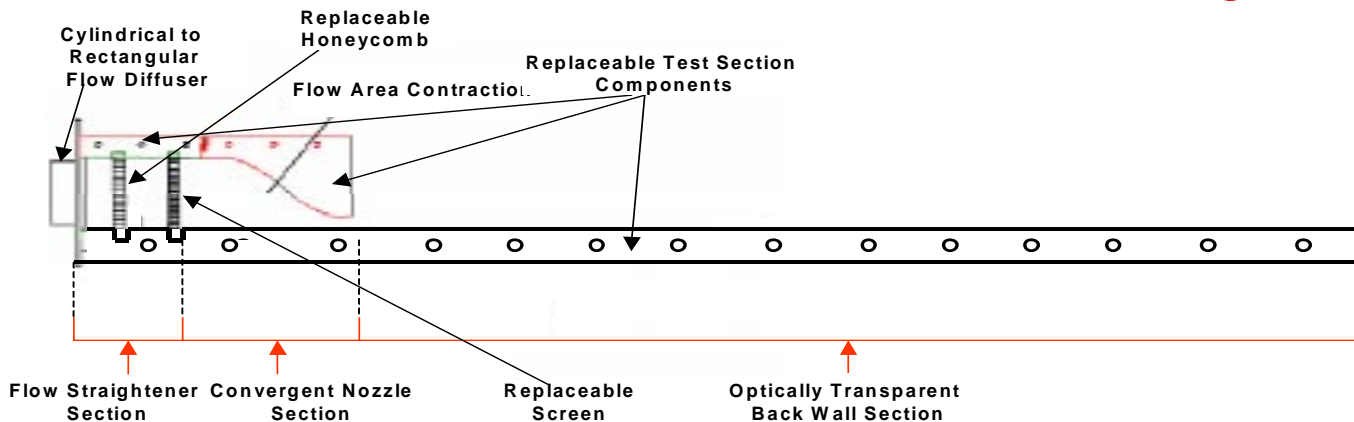 Replaceable
Honeycomb
Cylindrical to
Rectangular
Flow Diffuser
Flow Area Contraction.
Replaceable Test Section
Components
Flow Straightener
Section
Convergent Nozzle
Section
Replaceable
Screen
Optically Transparent
Back Wall Section